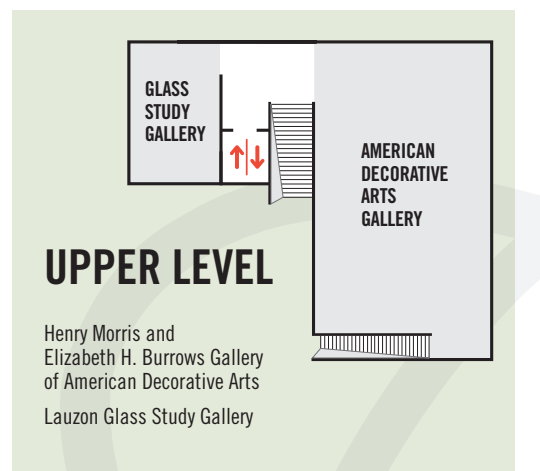 GLASS
STUDY
GALLERY
AMERICAN
DECORATIVE
ARTS
GALLERY
UPPER LEVEL
Henry Morris and
Elizabeth H. Burrows Gallery
of American Decorative Arts
Lauzon Glass Study Gallery